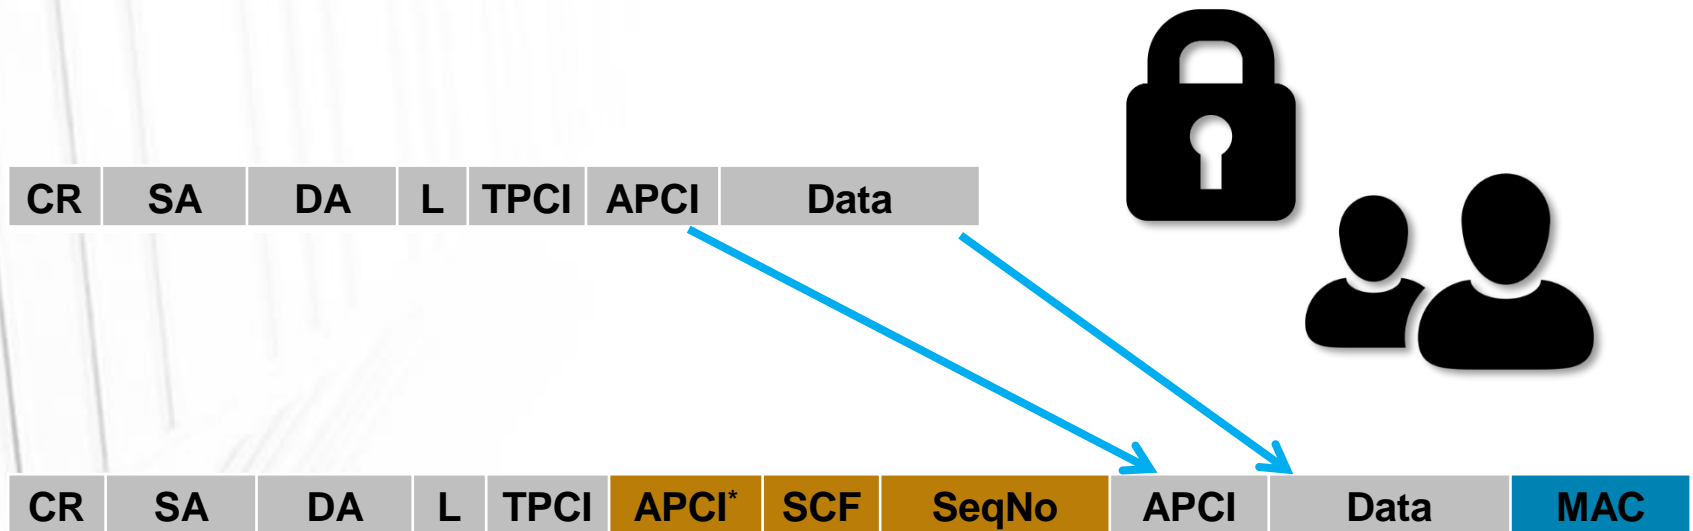 CR SA DA L TPCI APCI Data
CR SA DA L TPCI APCI* SCF SeqNo APCI Data MAC